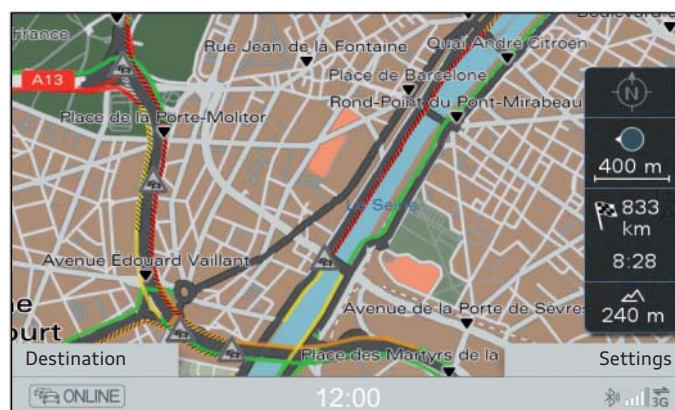 Boulevard
France
Rue Jean de la Fontaine
Quai André Citroën
A13
Place de Barcelone
N
Place de la Porte-Molitor
Rond-Point du Pont-Mirabeau
400 m
La Seine
833
km
8:28
Avenue Edouard Vaillant
ne
ourt
Avenue de la Porte de Sèvres
240 m
Destination
Place des Martyrs de la
Settings
ONLINE
12:00
3G